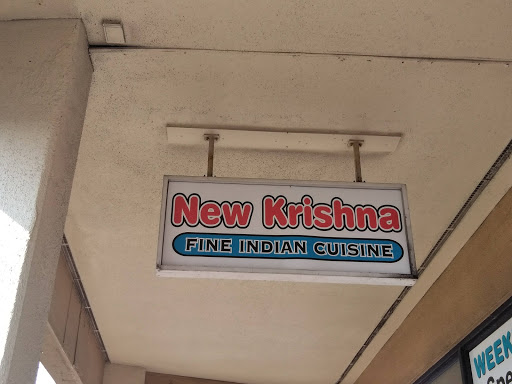 New Krishna
FINE INDIAN CUISINE
WEEK